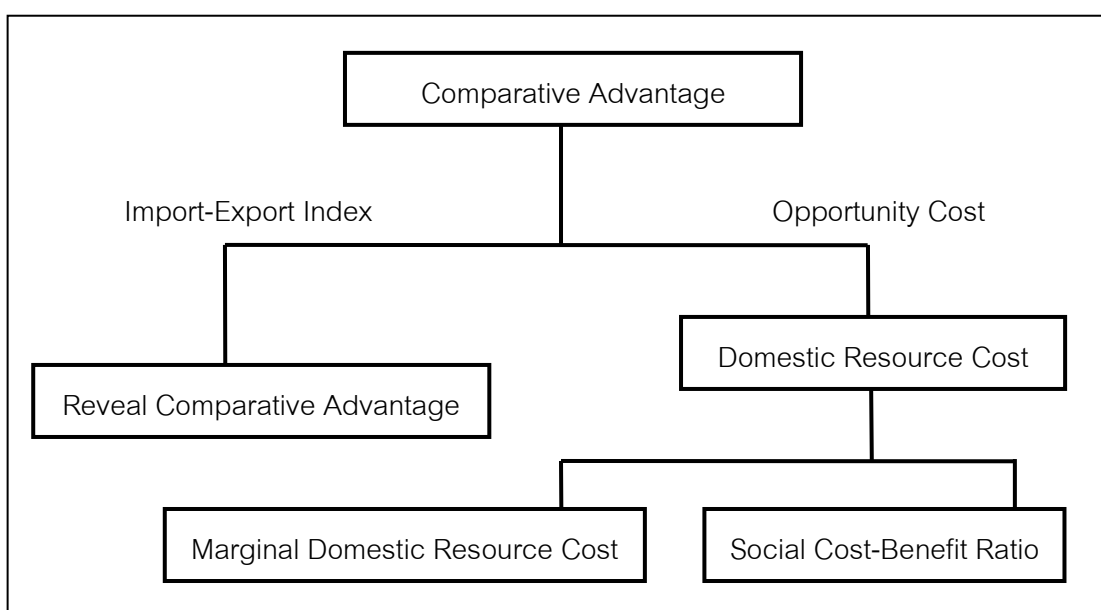 Comparative Advantage
Import-Export Index
Opportunity Cost
Domestic Resource Cost
Reveal Comparative Advantage
Marginal Domestic Resource Cost
Social Cost-Benefit Ratio